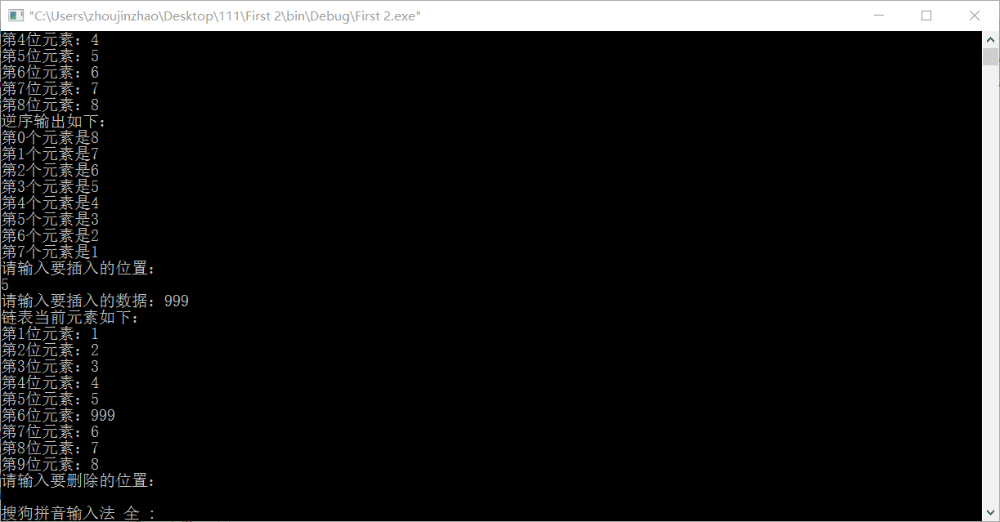 "C:\Users\zhoujinzhao\Desktop\111\First 2\bin\Debug\First 2.exe"
第4位元素：4
第5位元素：5
第6位元素：6
第7位元素：7
第8位元素：8
逆序输出如下：
第0个元素是8
第1个元素是7
第2个元素是6
第3个元素是5
第4个元素是4
第5个元素是3
第6个元素是2
第7个元素是1
请输入要插入的位置：
5
请输入要插入的数据：999
链表当前元素如下：
第1位元素：1
第2位元素：2
第3位元素：3
第4位元素：4
第5位元素：5
第6位元素：999
第7位元素：6
第8位元素：7
第9位元素：8
请输入要删除的位置：
搜狗拼音输入法 全 ：